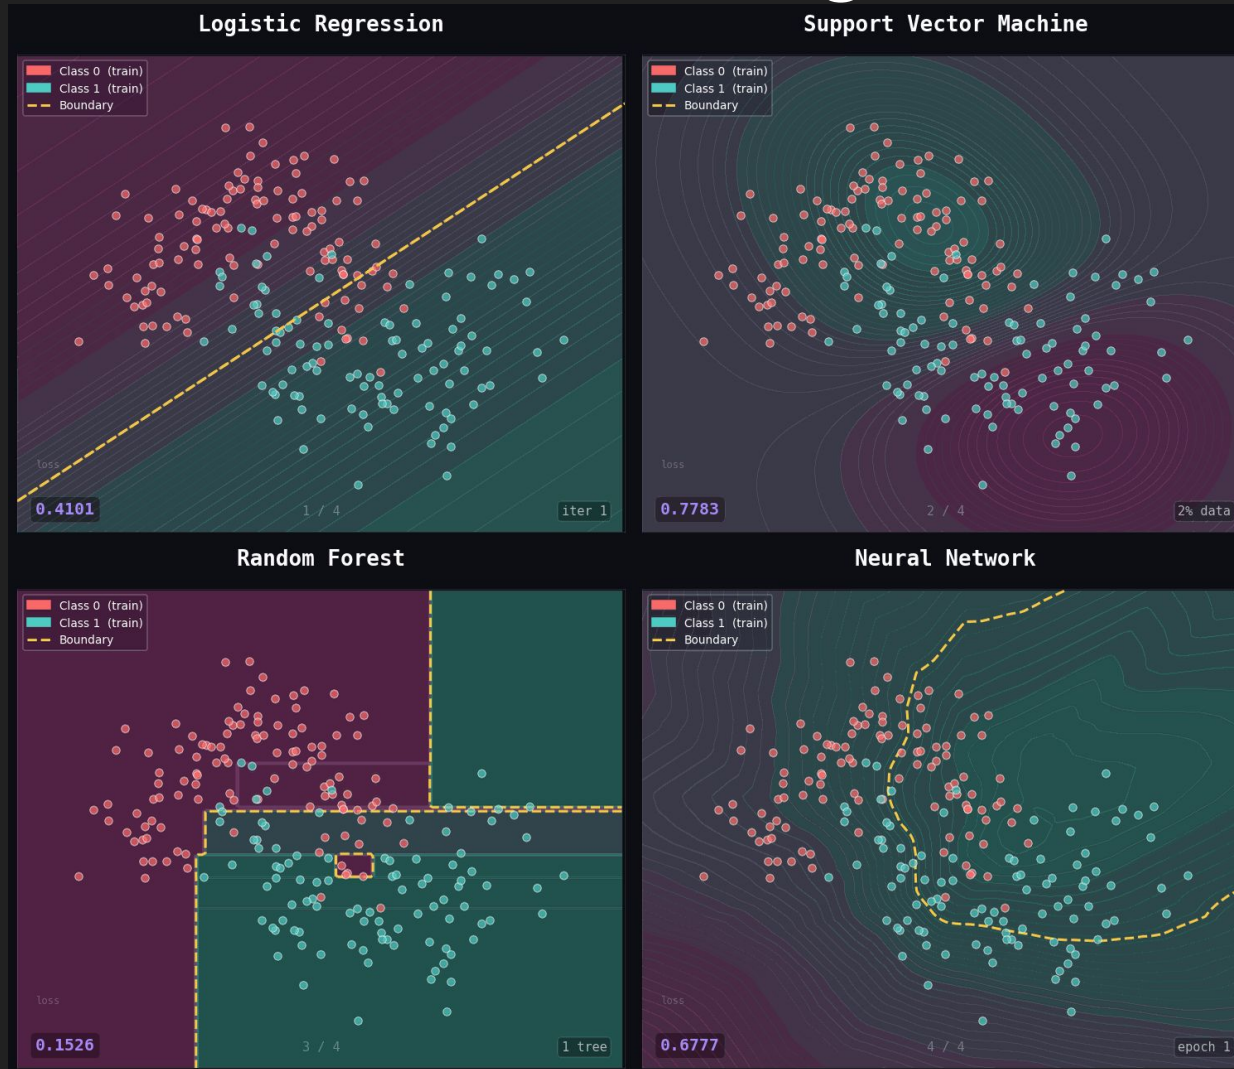 Logistic Regression
Class 0 (train)
Class 1 (train)
Boundary
loss
0.4101
1 / 4
iter 1
Support Vector Machine
Class 0 (train)
Class 1 (train)
Boundary
loss
0.7783
2 / 4
2% data
Random Forest
Class 0 (train)
Class 1 (train)
Boundary
loss
0.1526
3 / 4
1 tree
Neural Network
Class 0 (train)
Class 1 (train)
Boundary
loss
0.6777
4 / 4
epoch 1